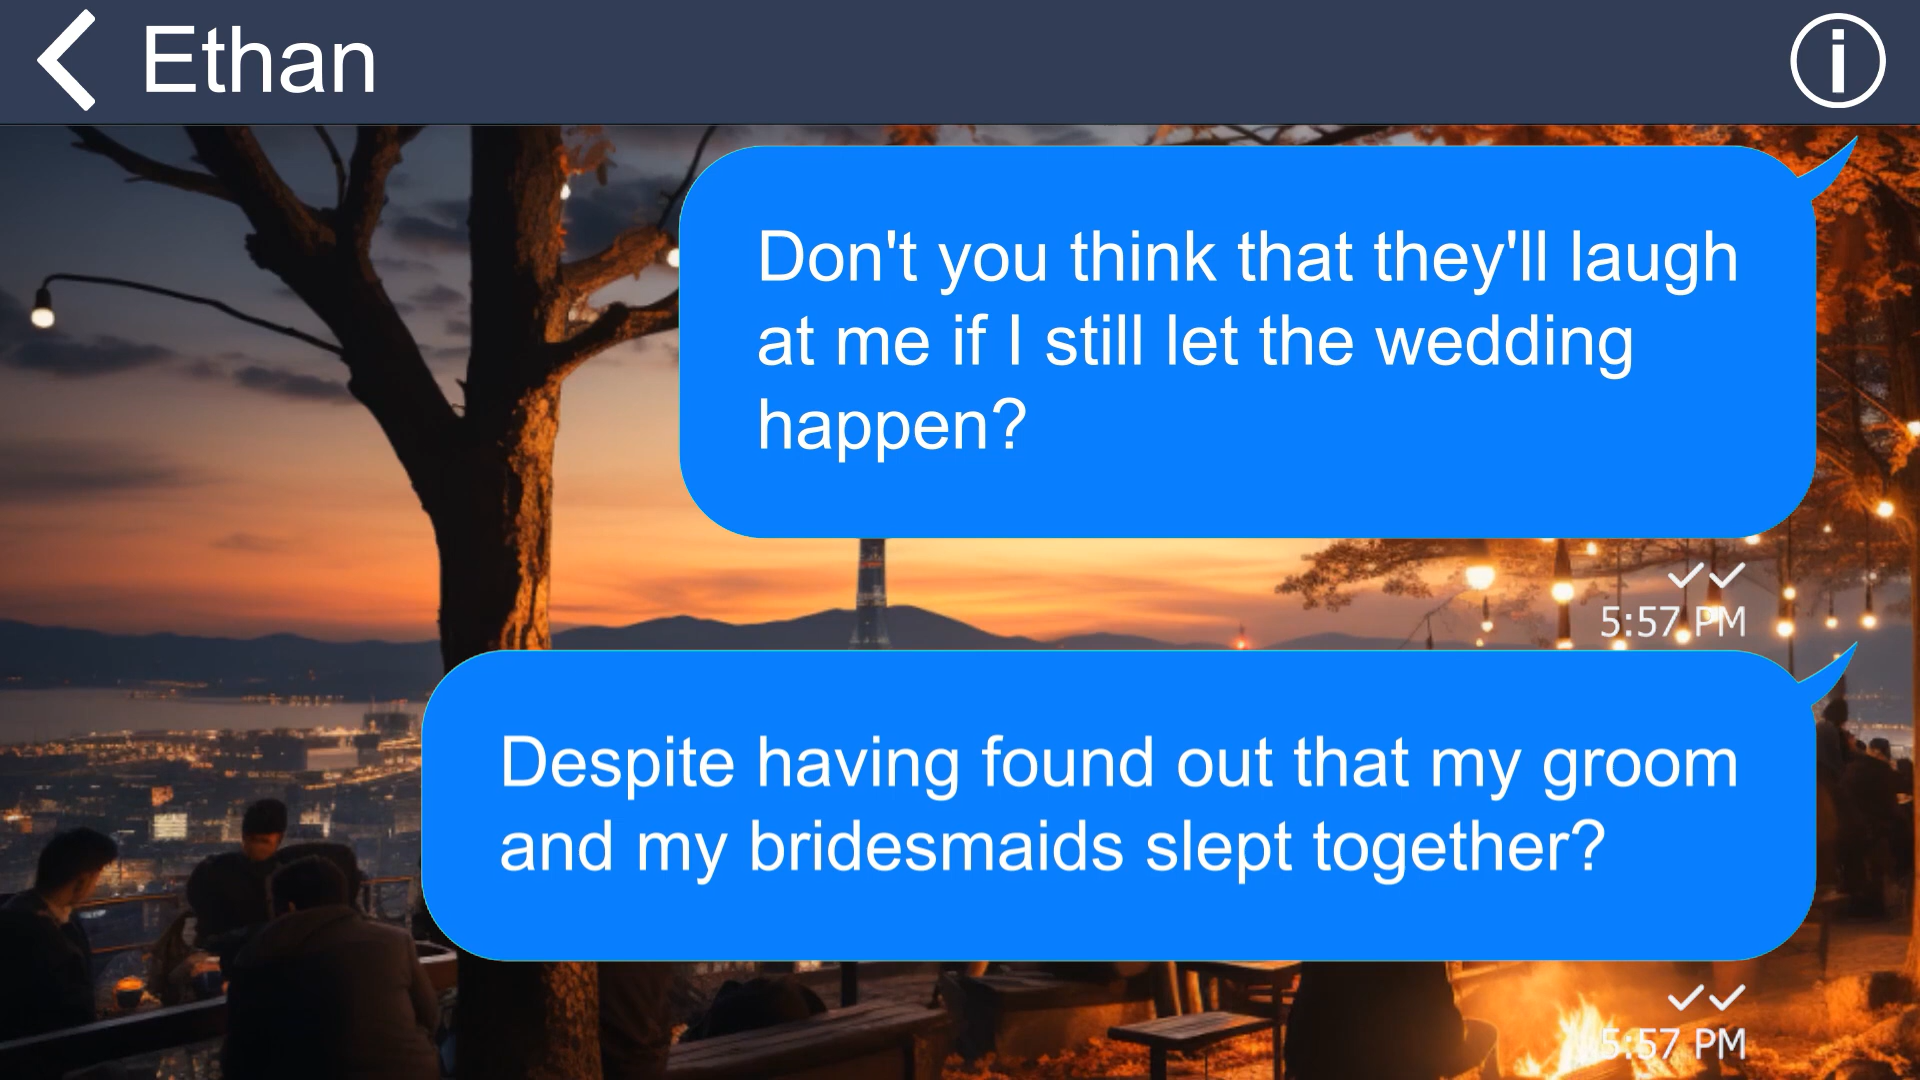 Ethan
Don't you think that they'll laugh
at me if I still let the wedding
happen?
5:57 PM
Despite having found out that my groom
and my bridesmaids slept together?
5:57 PM